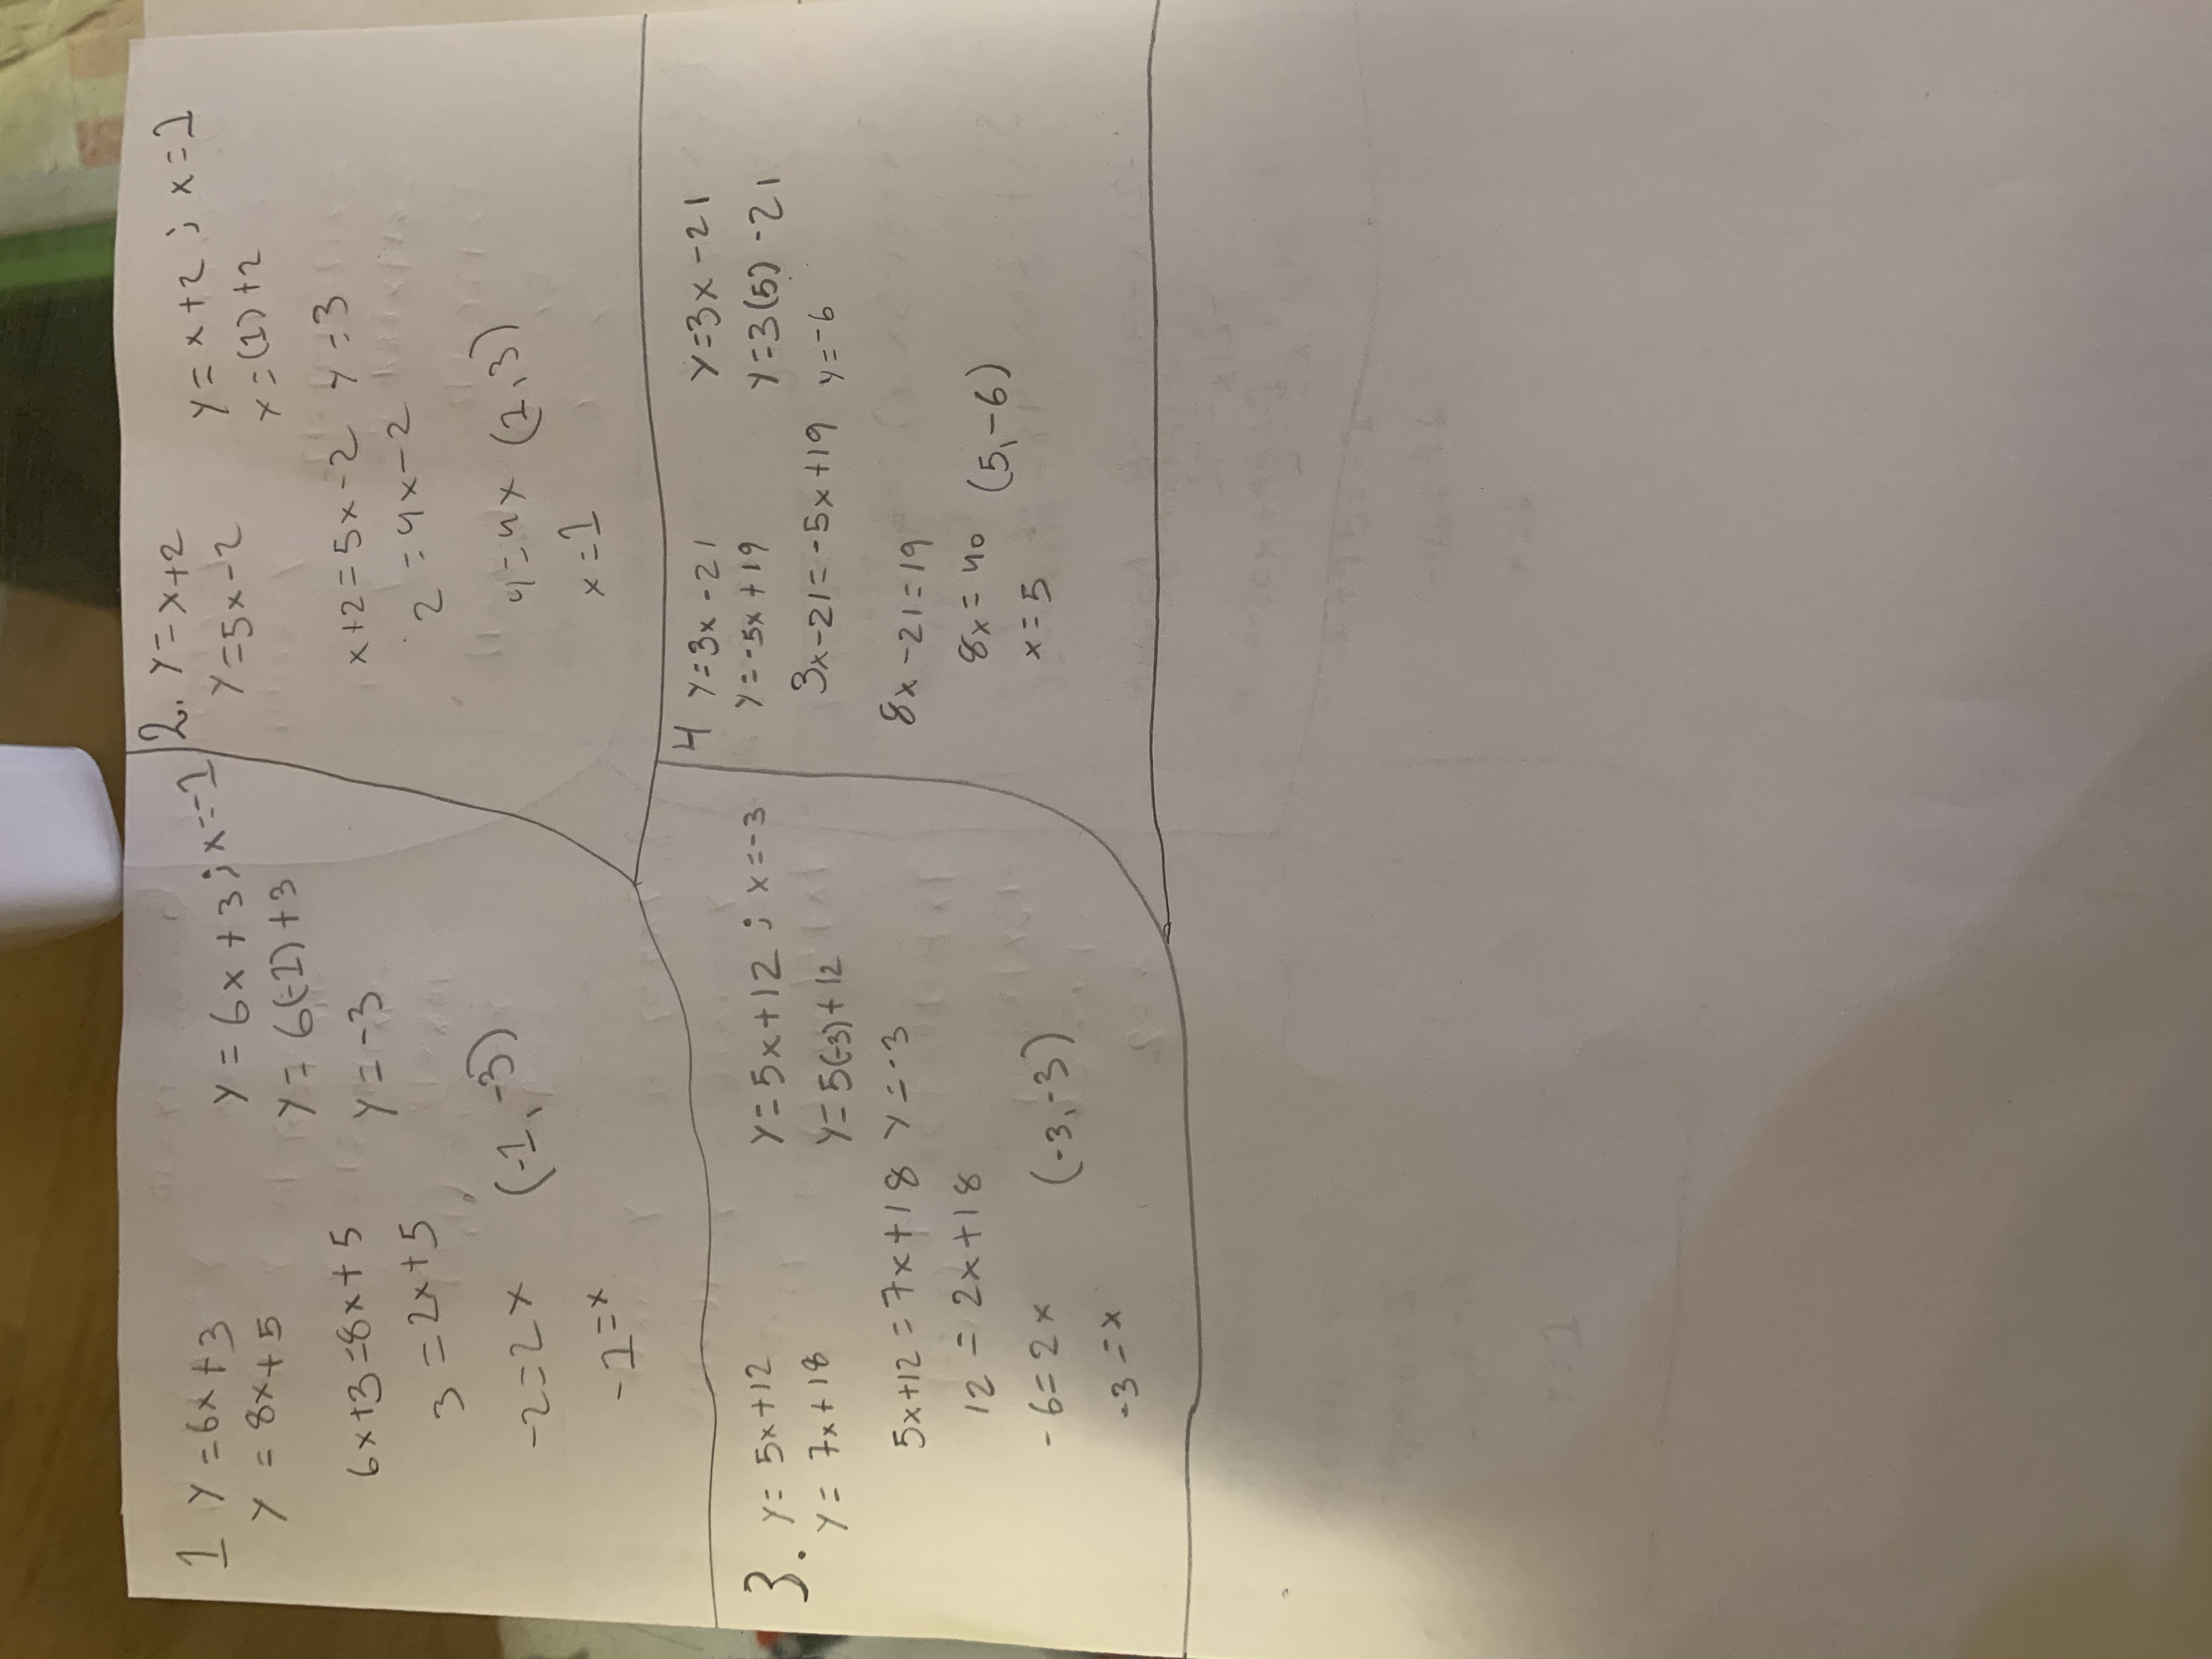 1 y = 6x + 3
y = 8x + 5
6x+3=8x+5
3 = 2x+5
-2=2x
-1=x
y = 6x + 3; x=-1
y = 6(-1) + 3
y = -3
(-1, -3)
2. y = x+2
y = 5x-2
x+2 = 5x-2
2 = 4x-2
4=4x
x=1
y = x+2 ; x=1
x = (1) + 2
y = 3
(1, 3)
3. y = 5x+12
y = 7x+18
5x+12 = 7x+18
12 = 2x+18
-6=2x
-3=x
y = 5x+12 ; x=-3
y = 5(-3)+12
y = -3
(-3, -3)
4 y=3x-21
y=-5x+19
3x-21=-5x+19
8x-21=19
8x=40
x=5
y=3x-21
y=3(5)-21
y=-6
(5, -6)